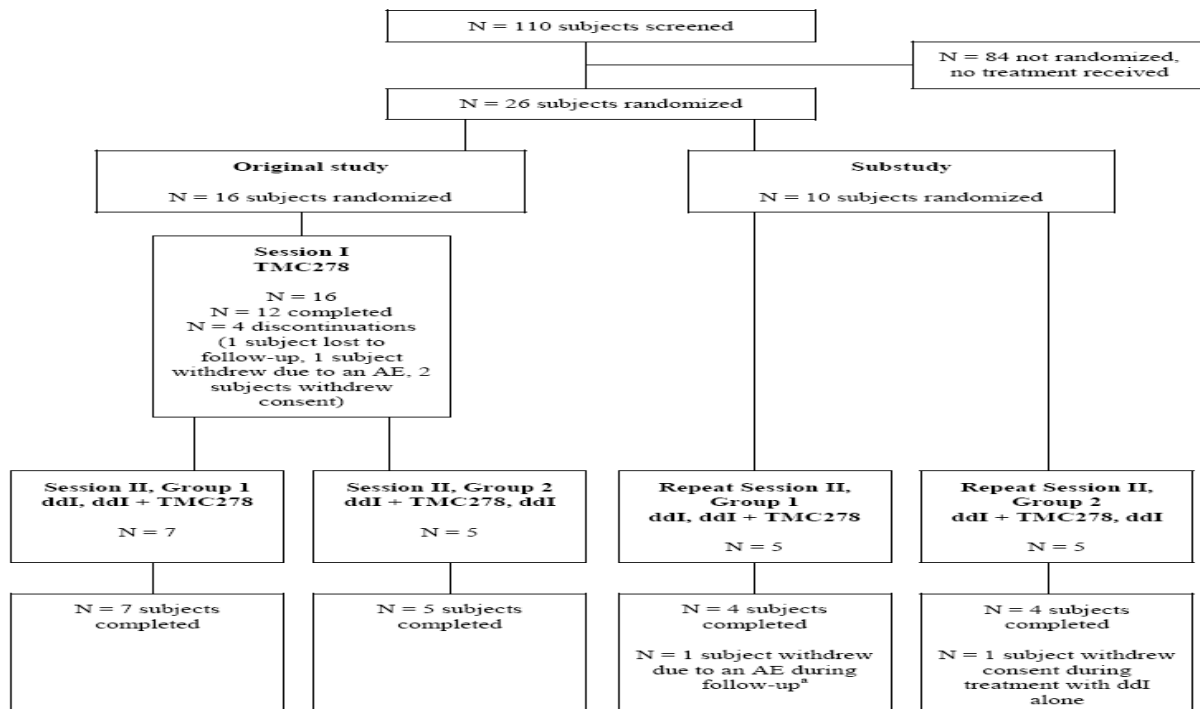 N = 110 subjects screened
N = 84 not randomized,
no treatment received
N = 26 subjects randomized
Original study
N = 16 subjects randomized
Substudy
N = 10 subjects randomized
Session I
TMC278
N = 16
N = 12 completed
N = 4 discontinuations
(1 subject lost to
follow-up, 1 subject
withdrew due to an AE, 2
subjects withdrew
consent)
Session II, Group 1
ddI, ddI + TMC278
N = 7
Session II, Group 2
ddI + TMC278, ddI
N = 5
Repeat Session II,
Group 1
ddI, ddI + TMC278
N = 5
Repeat Session II,
Group 2
ddI + TMC278, ddI
N = 5
N = 7 subjects
completed
N = 5 subjects
completed
N = 4 subjects
completed
N = 1 subject withdrew
due to an AE during
follow-upᵃ
N = 4 subjects
completed
N = 1 subject withdrew
consent during
treatment with ddI
alone